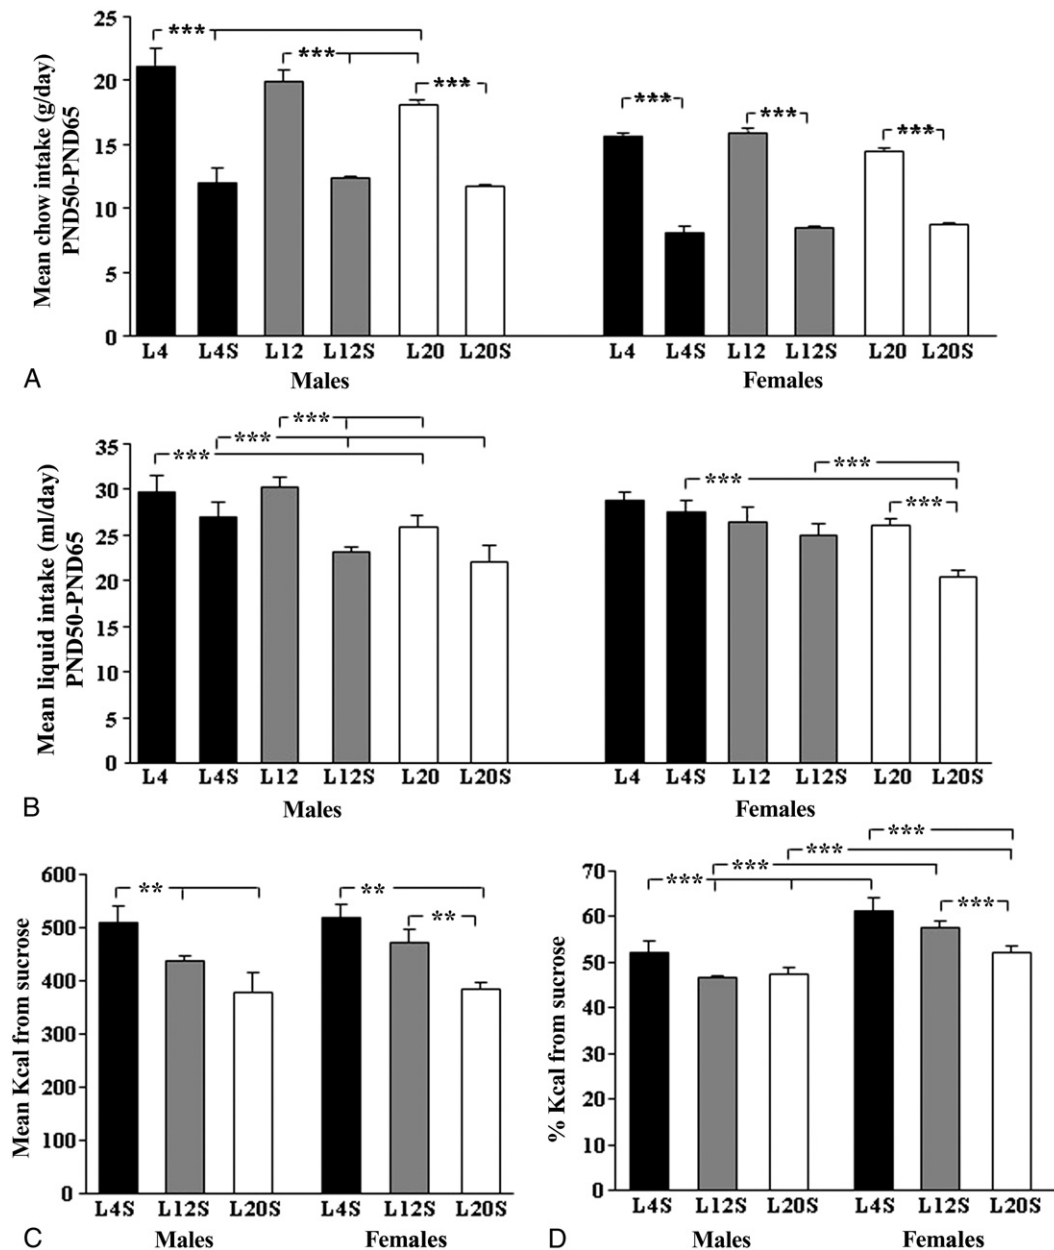 25
20
15
10
5
0
Mean chow intake (g/day)
PND50-PND65
*** *** *** *** *** ***
L4 L4S L12 L12S L20 L20S L4 L4S L12 L12S L20 L20S
A Males Females
35
30
25
20
15
10
5
0
Mean liquid intake (ml/day)
PND50-PND65
***
***
***
***
***
***
L4 L4S L12 L12S L20 L20S L4 L4S L12 L12S L20 L20S
B Males Females
600
500
400
300
200
100
0
Mean Kcal from sucrose
** **
**
L4S L12S L20S L4S L12S L20S
C Males Females
70
60
50
40
30
20
10
0
% Kcal from sucrose
***
***
***
***
***
L4S L12S L20S L4S L12S L20S
D Males Females